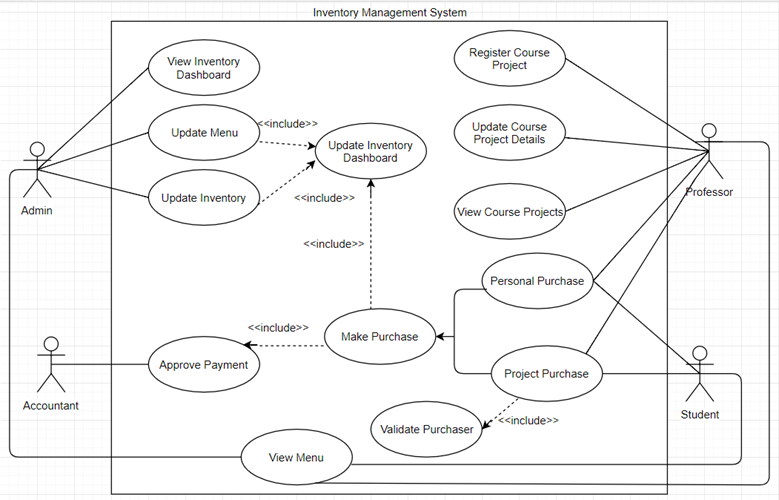 Inventory Management System
View Inventory
Dashboard
Register Course
Project
Update Menu
<<include>>
Update Inventory
Dashboard
Update Course
Project Details
Update Inventory
<<include>>
View Course Projects
Admin
Professor
<<include>>
Personal Purchase
<<include>>
Make Purchase
Approve Payment
Project Purchase
Accountant
Student
Validate Purchaser
<<include>>
View Menu